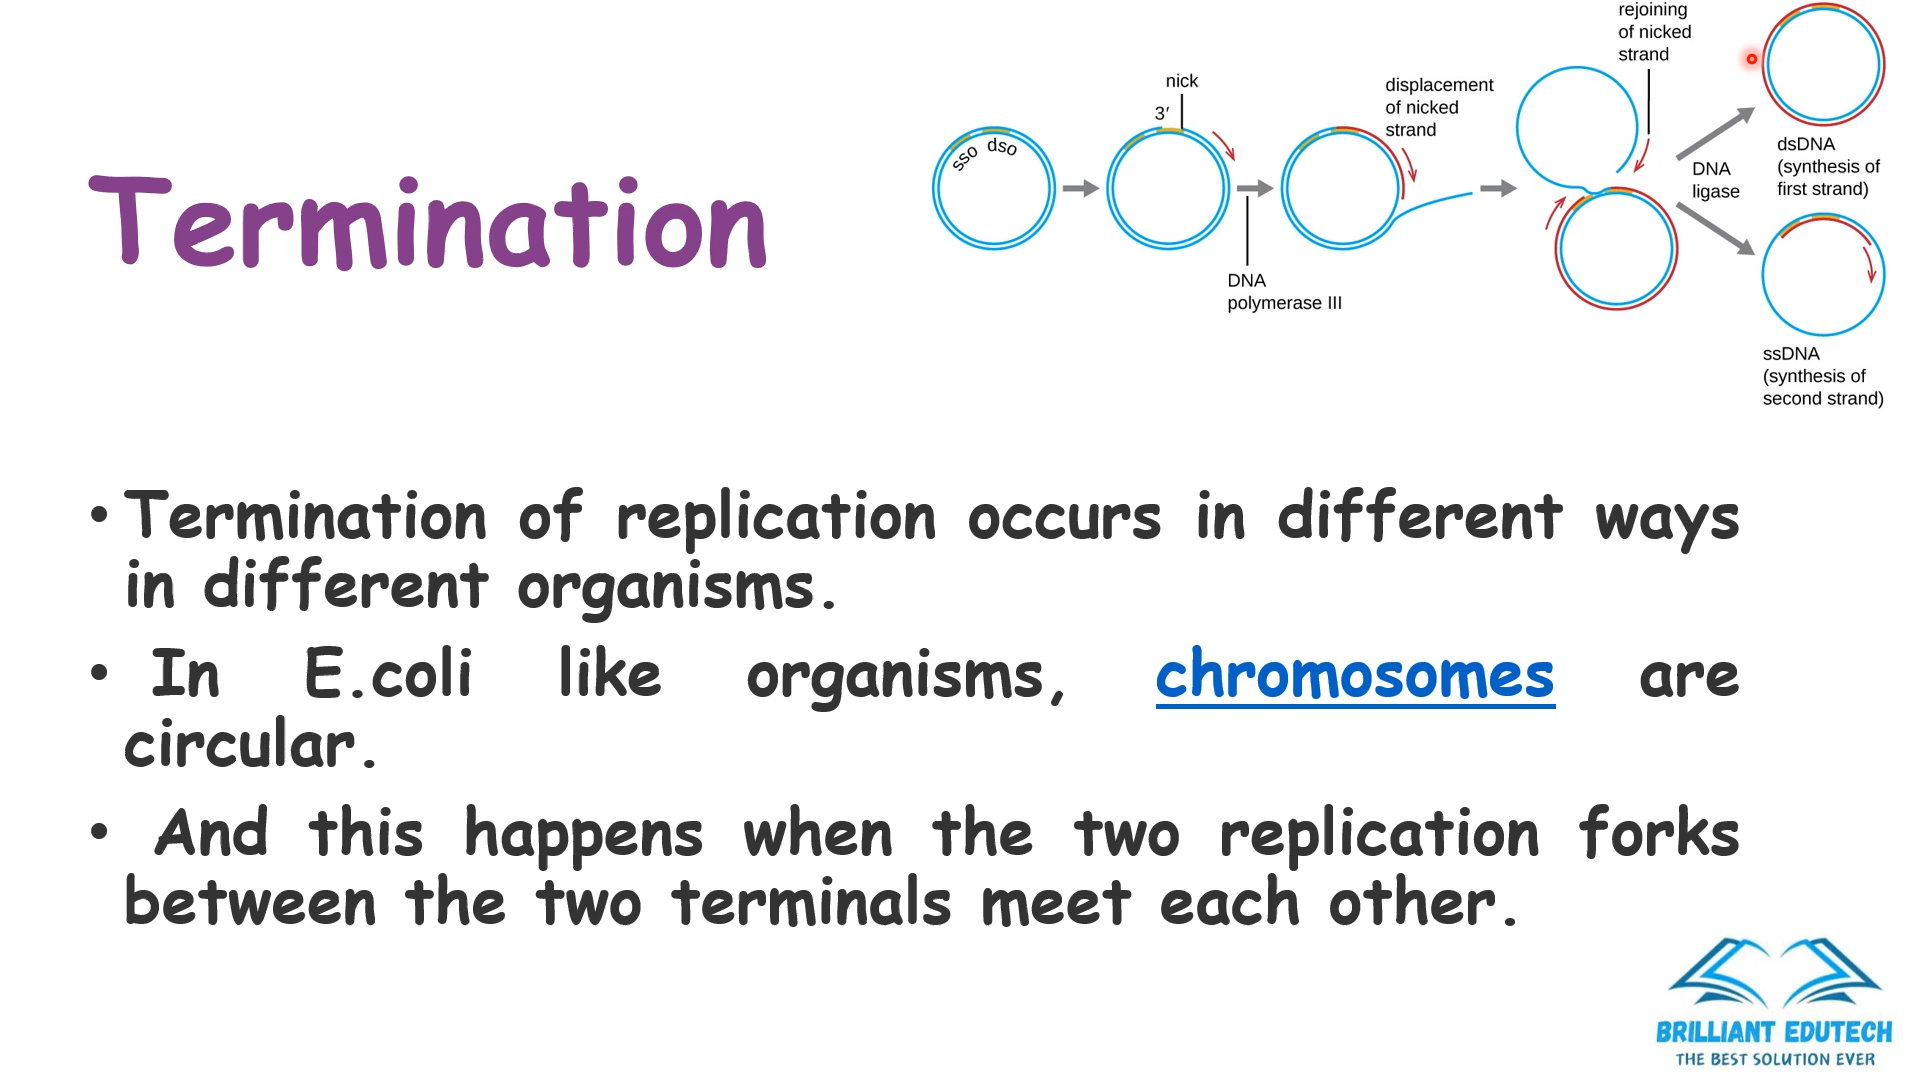 Termination
sso dso
nick
3′
DNA
polymerase III
displacement
of nicked
strand
rejoining
of nicked
strand
DNA
ligase
dsDNA
(synthesis of
first strand)
ssDNA
(synthesis of
second strand)
• Termination of replication occurs in different ways
in different organisms.
• In E.coli like organisms, chromosomes are
circular.
• And this happens when the two replication forks
between the two terminals meet each other.
BRILLIANT EDUTECH
THE BEST SOLUTION EVER